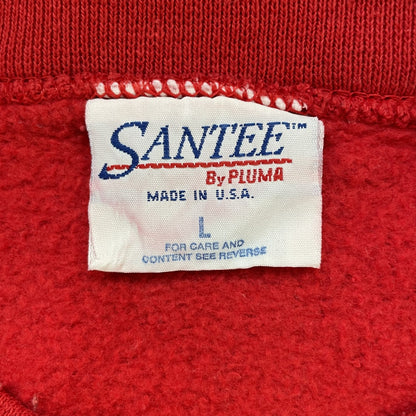 SANTEE™
By PLUMA
MADE IN U.S.A.
L
FOR CARE AND
CONTENT SEE REVERSE